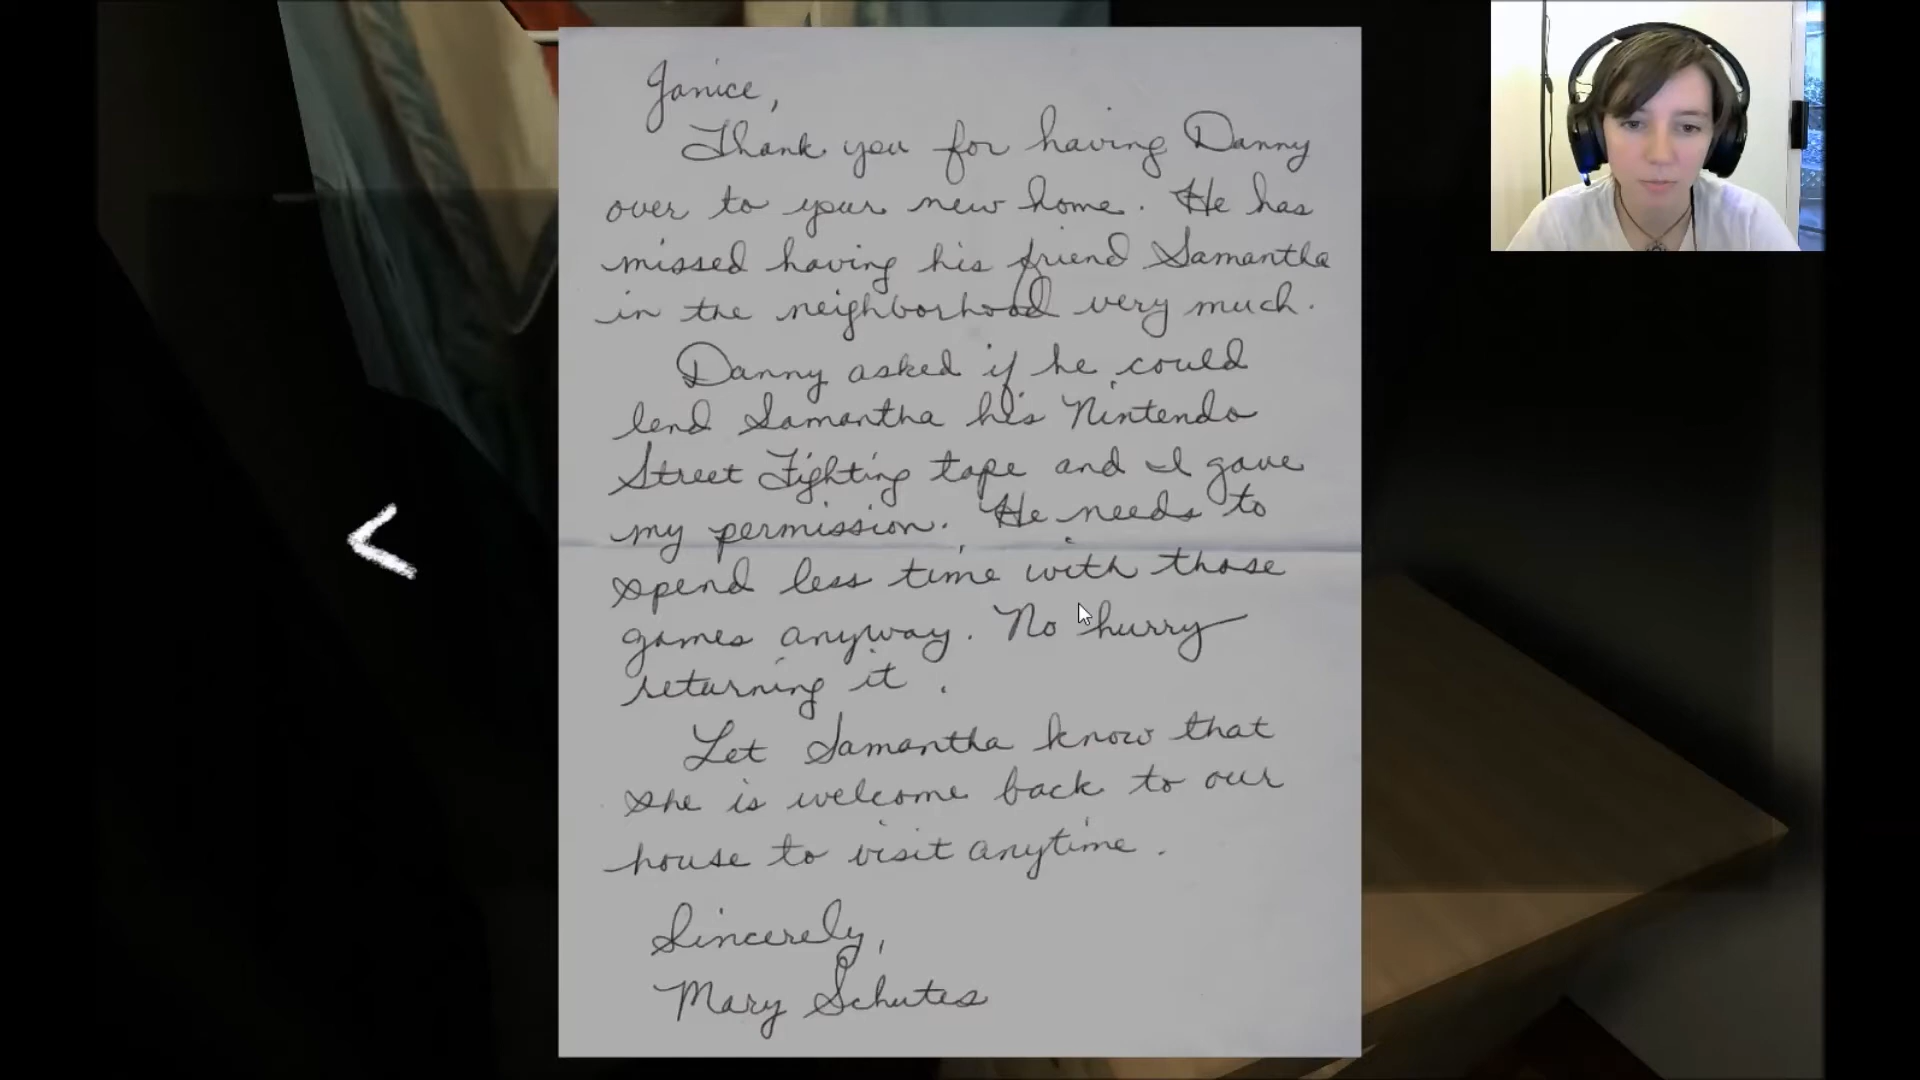 Janice,
Thank you for having Danny
over to your new home. He has
missed having his friend Samantha
in the neighborhood very much.
Danny asked if he could
lend Samantha his Nintendo
Street Fighting tape and I gave
my permission. He needs to
spend less time with those
games anyway. No hurry
returning it.
Let Samantha know that
she is welcome back to our
house to visit anytime.
Sincerely,
Mary Schutes